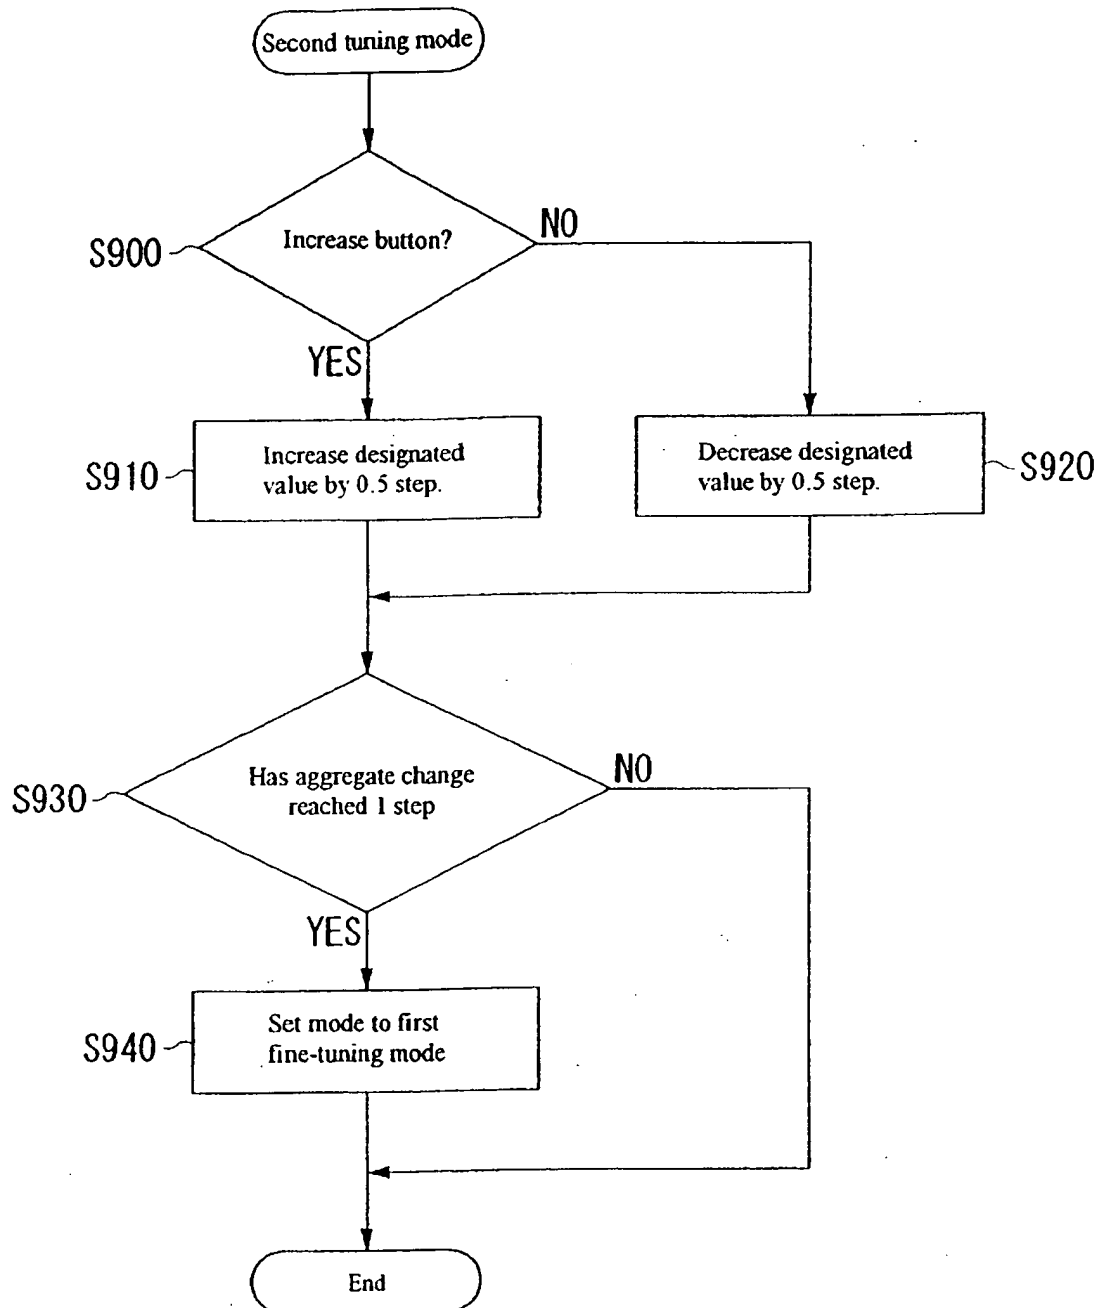 Second tuning mode
S900
Increase button?
NO
YES
S910
Increase designated
value by 0.5 step.
Decrease designated
value by 0.5 step.
S920
S930
Has aggregate change
reached 1 step
NO
YES
S940
Set mode to first
fine-tuning mode
End